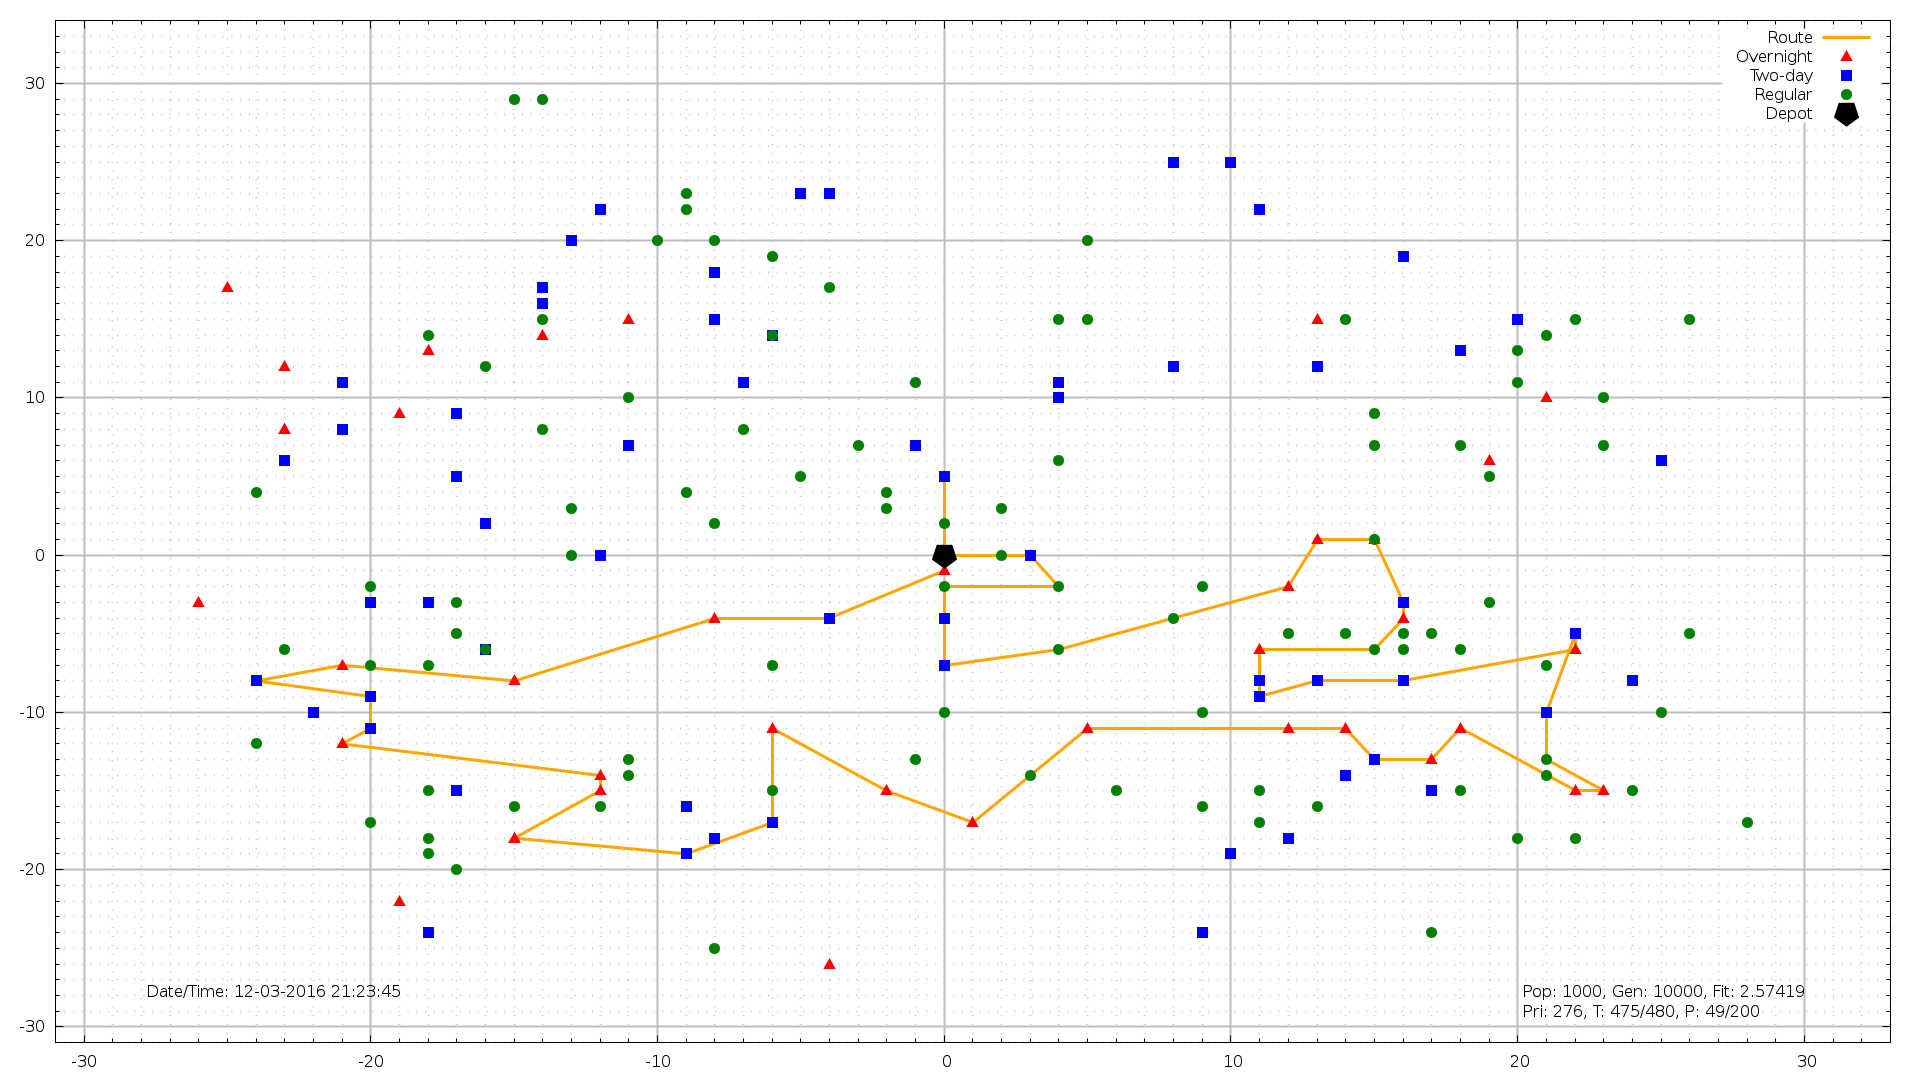 Route
Overnight
Two-day
Regular
Depot
30
20
10
0
-10
-20
-30
Date/Time: 12-03-2016 21:23:45
Pop: 1000, Gen: 10000, Fit: 2.57419
Pri: 276, T: 475/480, P: 49/200
-30 -20 -10 0 10 20 30